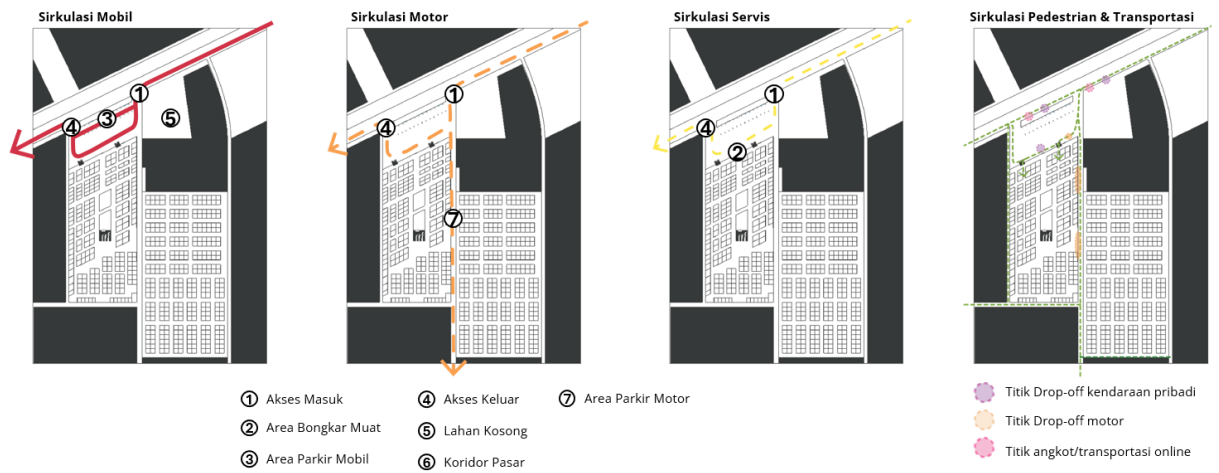 Sirkulasi Mobil
Sirkulasi Motor
Sirkulasi Servis
Sirkulasi Pedestrian & Transportasi
1
3
4
5
1
4
7
1
4
2
1 Akses Masuk
2 Area Bongkar Muat
3 Area Parkir Mobil
4 Akses Keluar
5 Lahan Kosong
6 Koridor Pasar
7 Area Parkir Motor
Titik Drop-off kendaraan pribadi
Titik Drop-off motor
Titik angkot/transportasi online